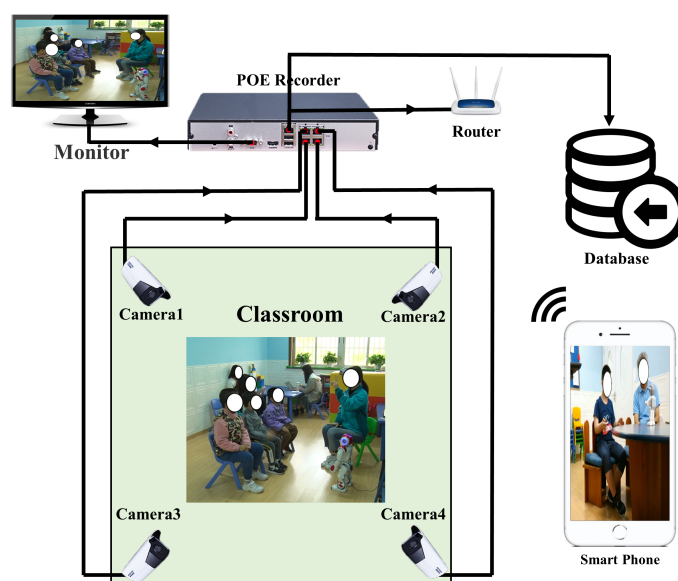 POE Recorder
Monitor
Router
Database
Camera1
Camera2
Classroom
Camera3
Camera4
Smart Phone